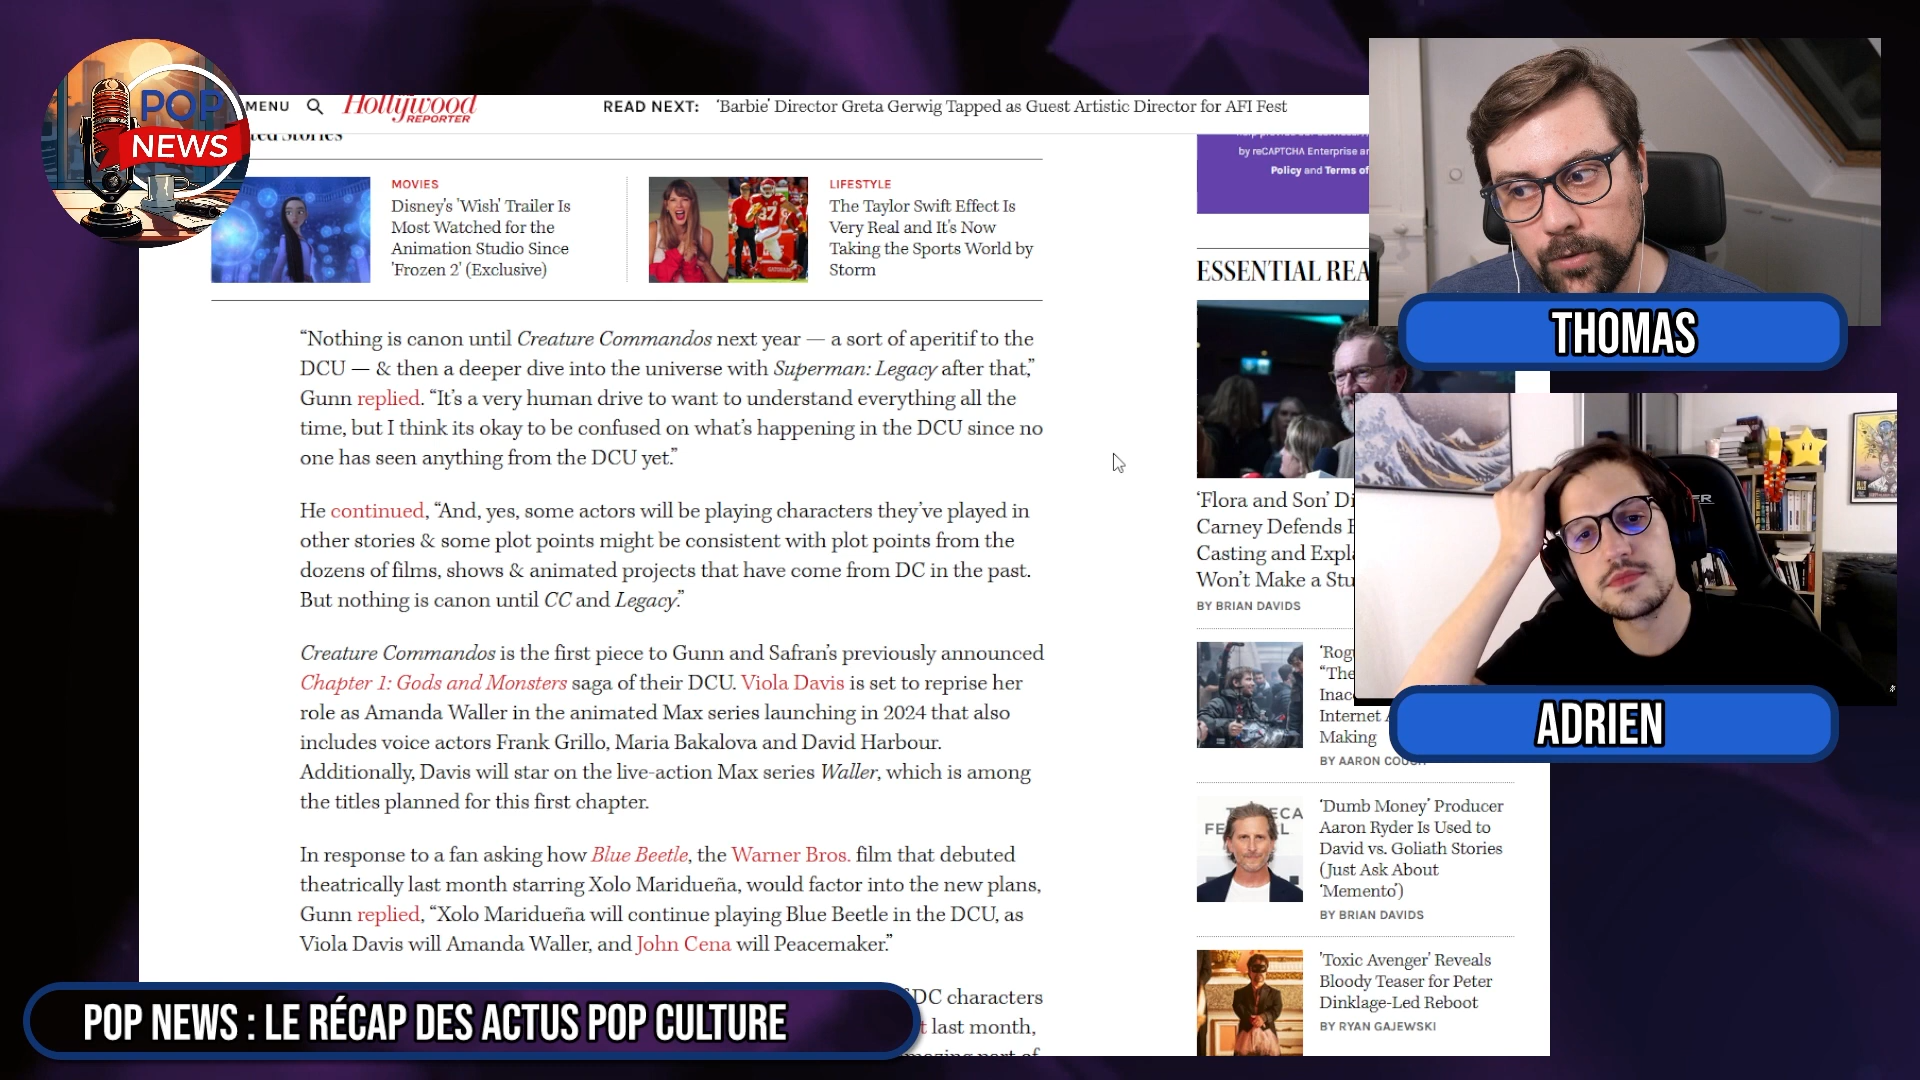 POP
NEWS
MENU
Hollywood
REPORTER
READ NEXT: 'Barbie' Director Greta Gerwig Tapped as Guest Artistic Director for AFI Fest
Stories
MOVIES
Disney's 'Wish' Trailer Is
Most Watched for the
Animation Studio Since
'Frozen 2' (Exclusive)
LIFESTYLE
The Taylor Swift Effect Is
Very Real and It's Now
Taking the Sports World by
Storm
“Nothing is canon until Creature Commandos next year — a sort of aperitif to the
DCU — & then a deeper dive into the universe with Superman: Legacy after that,”
Gunn replied. “It’s a very human drive to want to understand everything all the
time, but I think its okay to be confused on what’s happening in the DCU since no
one has seen anything from the DCU yet.”
He continued, “And, yes, some actors will be playing characters they’ve played in
other stories & some plot points might be consistent with plot points from the
dozens of films, shows & animated projects that have come from DC in the past.
But nothing is canon until CC and Legacy.”
Creature Commandos is the first piece to Gunn and Safran’s previously announced
Chapter 1: Gods and Monsters saga of their DCU. Viola Davis is set to reprise her
role as Amanda Waller in the animated Max series launching in 2024 that also
includes voice actors Frank Grillo, Maria Bakalova and David Harbour.
Additionally, Davis will star on the live-action Max series Waller, which is among
the titles planned for this first chapter.
In response to a fan asking how Blue Beetle, the Warner Bros. film that debuted
theatrically last month starring Xolo Maridueña, would factor into the new plans,
Gunn replied, “Xolo Maridueña will continue playing Blue Beetle in the DCU, as
Viola Davis will Amanda Waller, and John Cena will Peacemaker.”
DC characters
last month,
by reCAPTCHA Enterprise
Policy and Terms of
ESSENTIAL
‘Flora and Son’
Carney Defends
Casting and
Won’t Make a
BY BRIAN DAVIDS
Internet
Making
BY AARON
‘Dumb Money’ Producer
Aaron Ryder Is Used to
David vs. Goliath Stories
(Just Ask About
‘Memento’)
BY BRIAN DAVIDS
'Toxic Avenger' Reveals
Bloody Teaser for Peter
Dinklage-Led Reboot
BY RYAN GAJEWSKI
THOMAS
ADRIEN
POP NEWS : LE RÉCAP DES ACTUS POP CULTURE